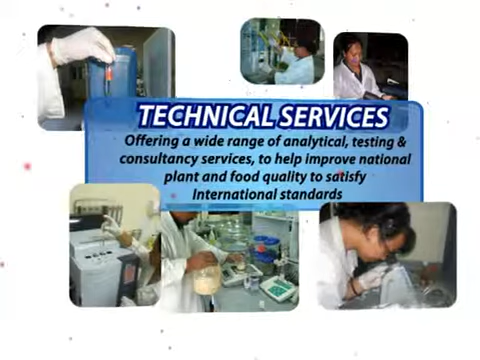 TECHNICAL SERVICES
Offering a wide range of analytical, testing &
consultancy services, to help improve national
plant and food quality to satisfy
International standards